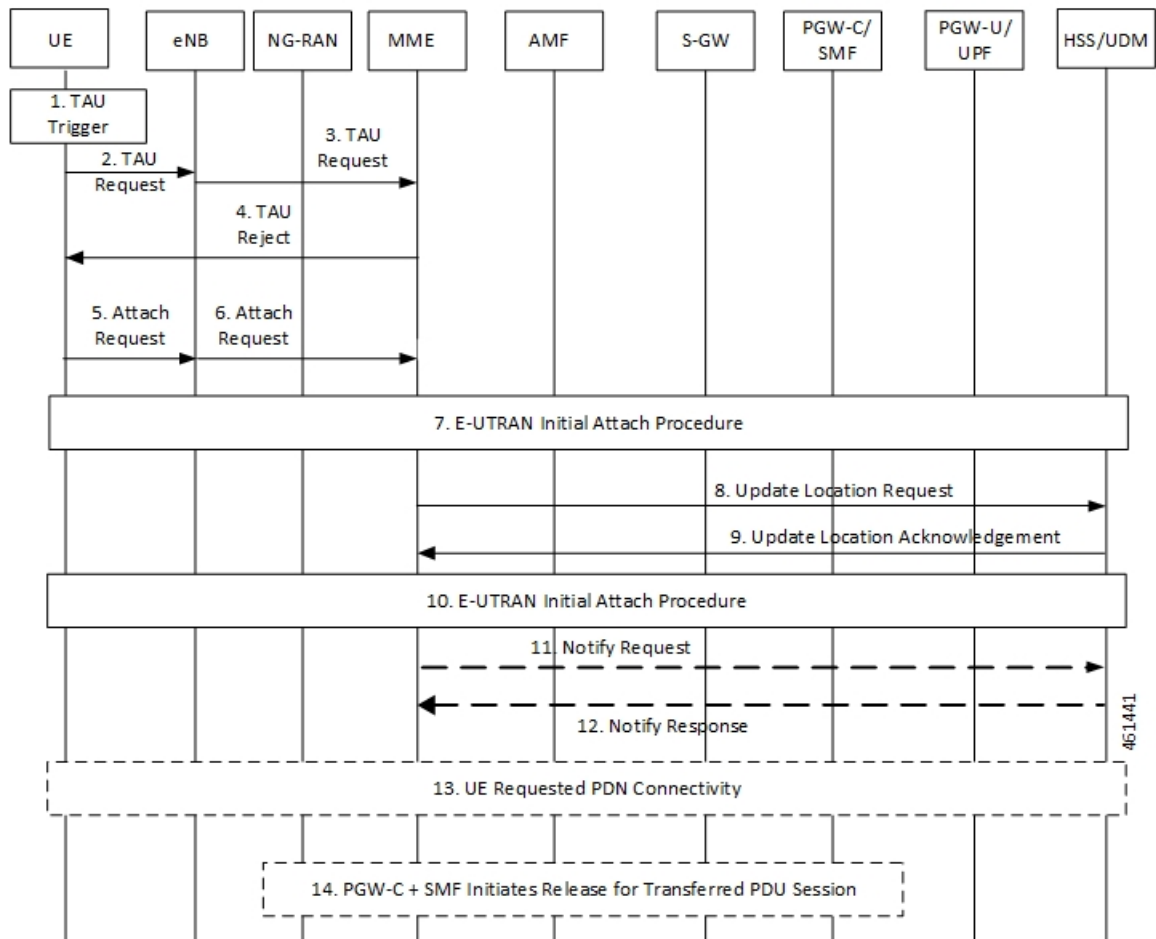 UE
eNB
NG-RAN
MME
AMF
S-GW
PGW-C/
SMF
PGW-U/
UPF
HSS/UDM
1. TAU
Trigger
2. TAU
Request
3. TAU
Request
4. TAU
Reject
5. Attach
Request
6. Attach
Request
7. E-UTRAN Initial Attach Procedure
8. Update Location Request
9. Update Location Acknowledgement
10. E-UTRAN Initial Attach Procedure
11. Notify Request
12. Notify Response
461441
13. UE Requested PDN Connectivity
14. PGW-C + SMF Initiates Release for Transferred PDU Session